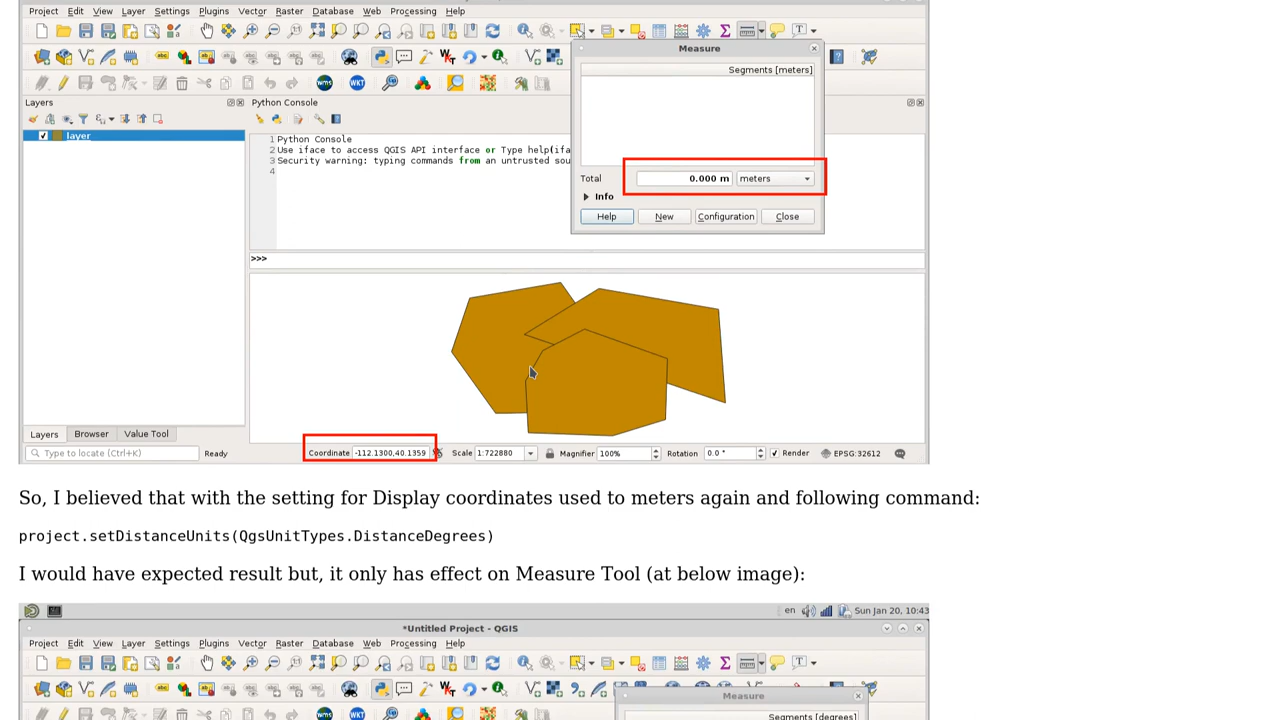 Project Edit View Layer Settings Plugins Vector Raster Database Web Processing Help
Measure
Segments [meters]
Layers
Python Console
layer
1 Python Console
2 Use iface to access QGIS API interface or Type help(ifa
3 Security warning: typing commands from an untrusted sou
4
Total 0.000 m meters
Info
Help New Configuration Close
>>>
Layers Browser Value Tool
Type to locate (Ctrl+K) Ready Coordinate -112.1300,40.1359 Scale 1:722880 Magnifier 100% Rotation 0.0 ° Render EPSG:32612
So, I believed that with the setting for Display coordinates used to meters again and following command:
project.setDistanceUnits(QgsUnitTypes.DistanceDegrees)
I would have expected result but, it only has effect on Measure Tool (at below image):
en Sun Jan 20, 10:43
*Untitled Project - QGIS
Project Edit View Layer Settings Plugins Vector Raster Database Web Processing Help
Measure
Segments [degrees]